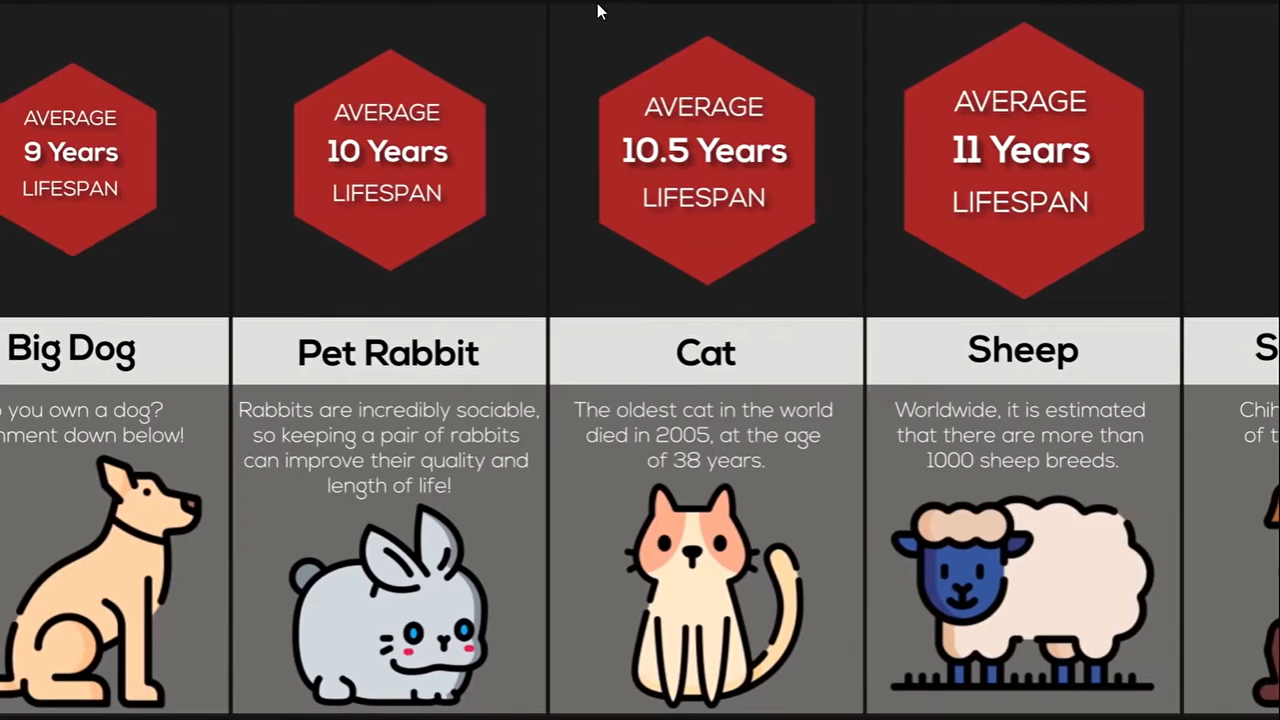 AVERAGE
9 Years
LIFESPAN
Big Dog
you own a dog?
down below!
AVERAGE
10 Years
LIFESPAN
Pet Rabbit
Rabbits are incredibly sociable,
so keeping a pair of rabbits
can improve their quality and
length of life!
AVERAGE
10.5 Years
LIFESPAN
Cat
The oldest cat in the world
died in 2005, at the age
of 38 years.
AVERAGE
11 Years
LIFESPAN
Sheep
Worldwide, it is estimated
that there are more than
1000 sheep breeds.
of